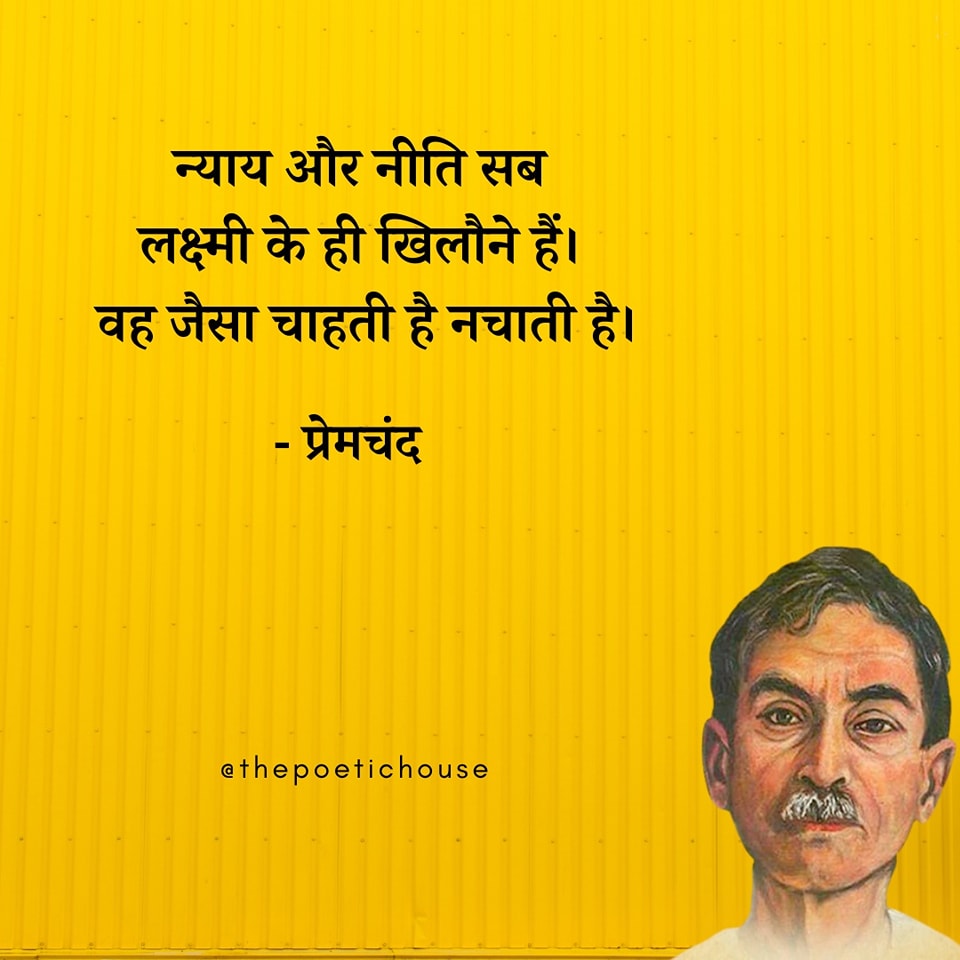 न्याय और नीति सब
लक्ष्मी के ही खिलौने हैं।
वह जैसा चाहती है नचाती है।
- प्रेमचंद
@thepoetichouse